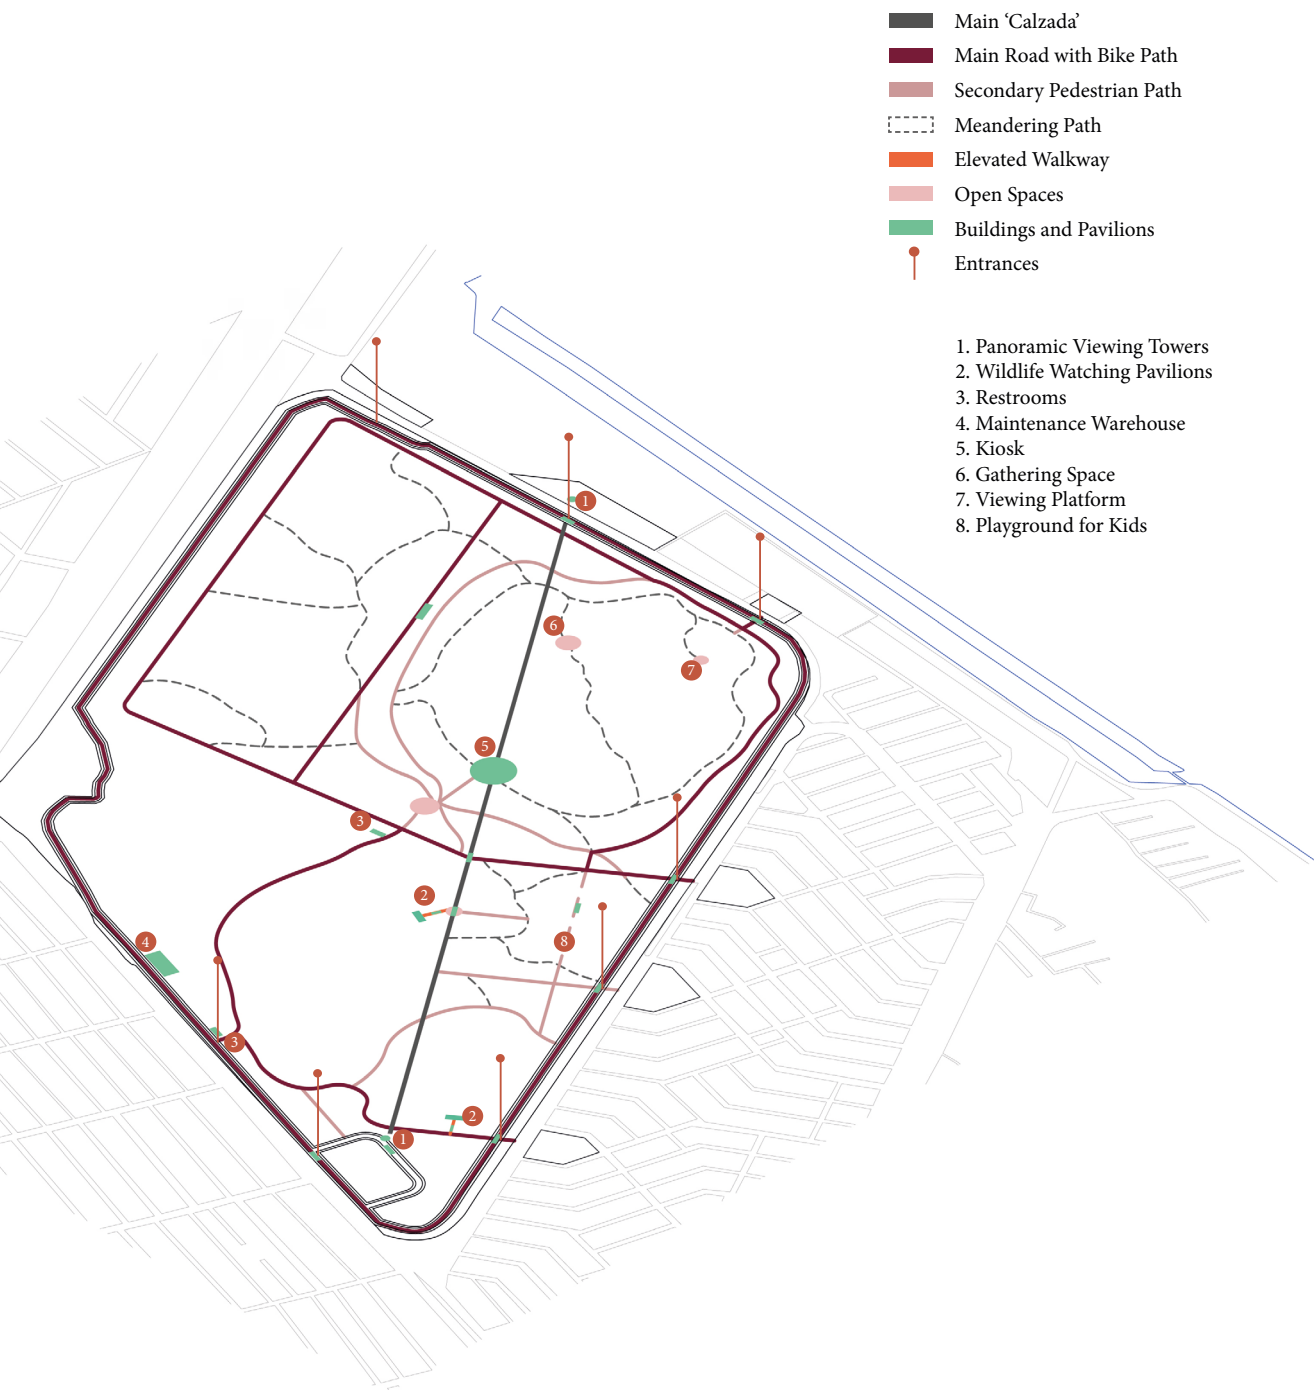 Main ‘Calzada’
Main Road with Bike Path
Secondary Pedestrian Path
Meandering Path
Elevated Walkway
Open Spaces
Buildings and Pavilions
Entrances
1. Panoramic Viewing Towers
2. Wildlife Watching Pavilions
3. Restrooms
4. Maintenance Warehouse
5. Kiosk
6. Gathering Space
7. Viewing Platform
8. Playground for Kids
1
6
7
5
3
2
4
8
3
2
1